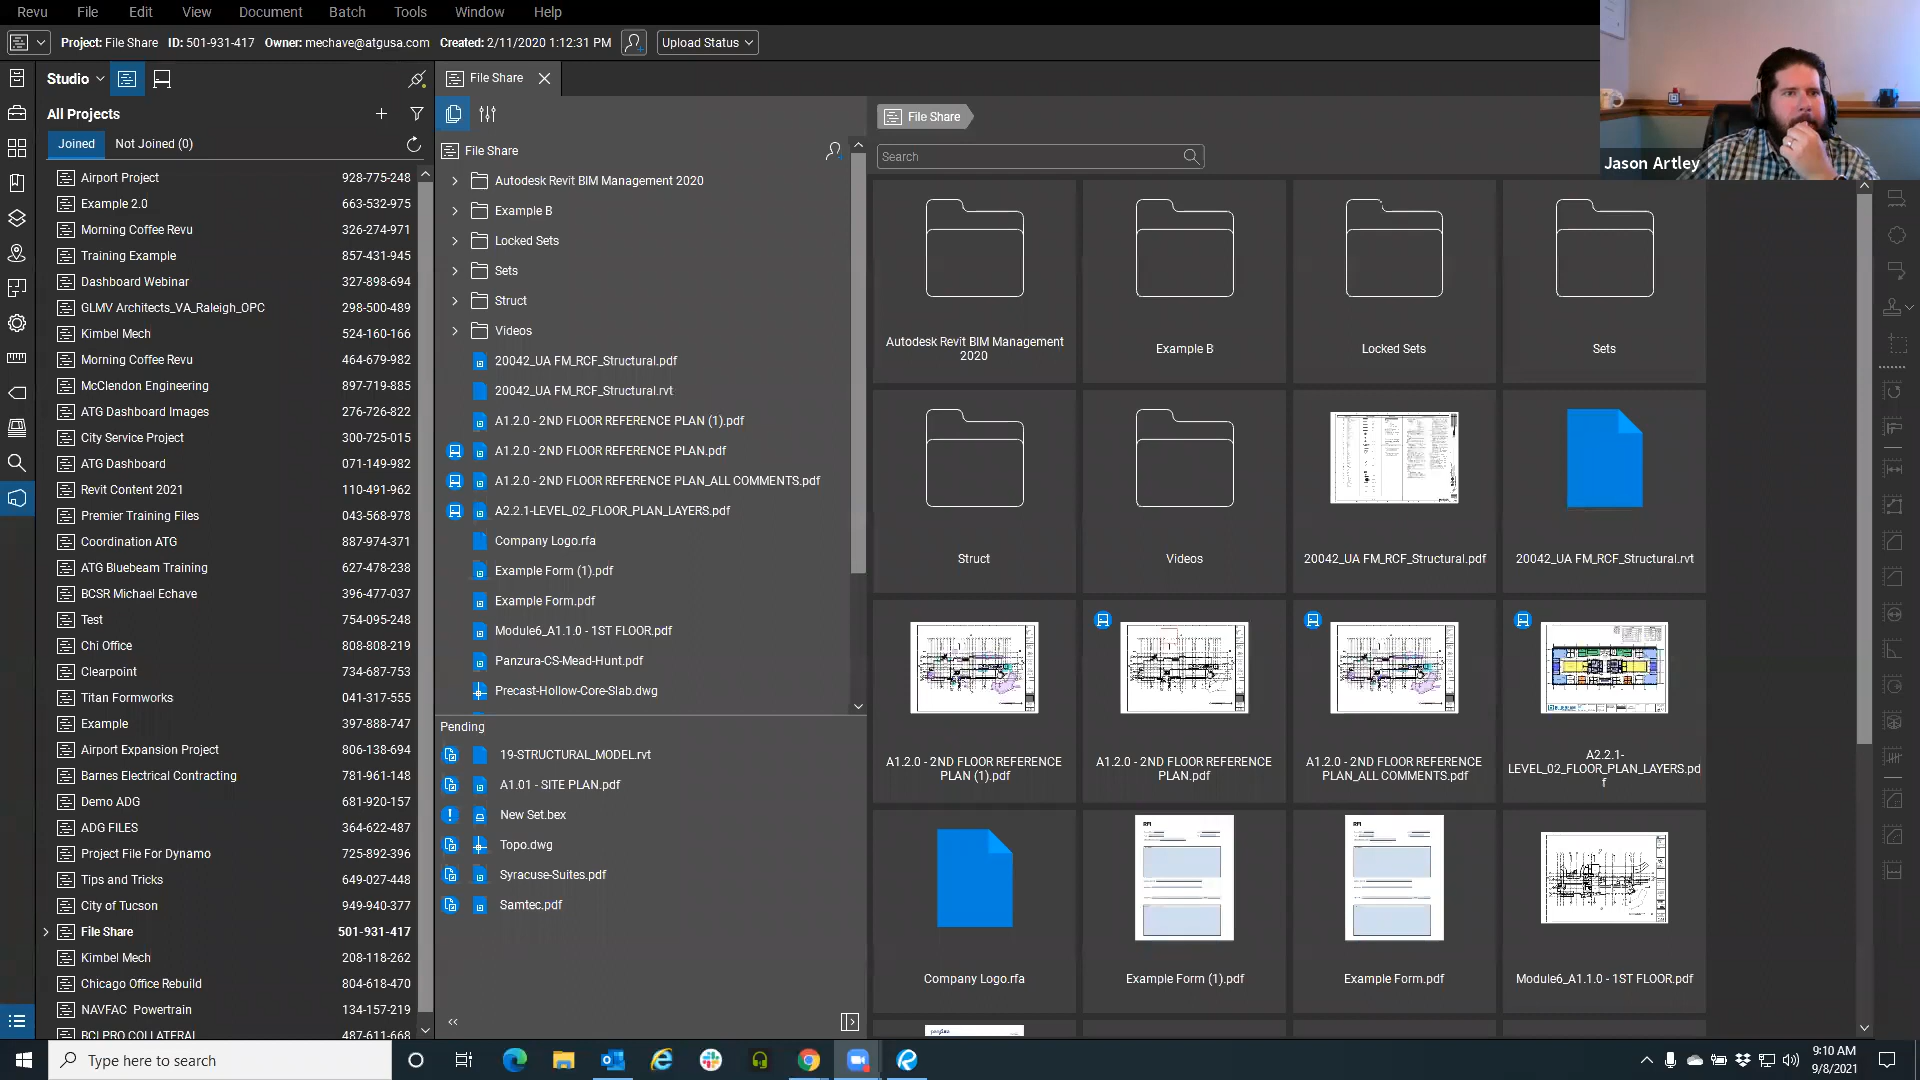 Revu File Edit View Document Batch Tools Window Help
Project: File Share ID: 501-931-417 Owner: mechave@atgusa.com Created: 2/11/2020 1:12:31 PM Upload Status
Studio
All Projects
Joined Not Joined (0)
Airport Project 928-775-248
Example 2.0 663-532-975
Morning Coffee Revu 326-274-971
Training Example 857-431-945
Dashboard Webinar 327-898-694
GLMV Architects_VA_Raleigh_OPC 298-500-489
Kimbel Mech 524-160-166
Morning Coffee Revu 464-679-982
McClendon Engineering 897-719-885
ATG Dashboard Images 276-726-822
City Service Project 300-725-015
ATG Dashboard 071-149-982
Revit Content 2021 110-491-962
Premier Training Files 043-568-978
Coordination ATG 887-974-371
ATG Bluebeam Training 627-478-238
BCSR Michael Echave 396-477-037
Test 754-095-248
Chi Office 808-808-219
Clearpoint 734-687-753
Titan Formworks 041-317-555
Example 397-888-747
Airport Expansion Project 806-138-694
Barnes Electrical Contracting 781-961-148
Demo ADG 681-920-157
ADG FILES 364-622-487
Project File For Dynamo 725-892-396
Tips and Tricks 649-027-448
City of Tucson 949-940-377
File Share 501-931-417
Kimbel Mech 208-118-262
Chicago Office Rebuild 804-618-470
NAVFAC Powertrain 134-157-219
BCI PRO COLLATERAL 487-611-668
File Share
File Share
Autodesk Revit BIM Management 2020
Example B
Locked Sets
Sets
Struct
Videos
20042_UA FM_RCF_Structural.pdf
20042_UA FM_RCF_Structural.rvt
A1.2.0 - 2ND FLOOR REFERENCE PLAN (1).pdf
A1.2.0 - 2ND FLOOR REFERENCE PLAN.pdf
A1.2.0 - 2ND FLOOR REFERENCE PLAN_ALL COMMENTS.pdf
A2.2.1-LEVEL_02_FLOOR_PLAN_LAYERS.pdf
Company Logo.rfa
Example Form (1).pdf
Example Form.pdf
Module6_A1.1.0 - 1ST FLOOR.pdf
Panzura-CS-Mead-Hunt.pdf
Precast-Hollow-Core-Slab.dwg
Pending
19-STRUCTURAL_MODEL.rvt
A1.01 - SITE PLAN.pdf
New Set.bex
Topo.dwg
Syracuse-Suites.pdf
Samtec.pdf
File Share
Search
Autodesk Revit BIM Management
2020
Example B
Locked Sets
Sets
Struct
Videos
20042_UA FM_RCF_Structural.pdf
20042_UA FM_RCF_Structural.rvt
A1.2.0 - 2ND FLOOR REFERENCE
PLAN (1).pdf
A1.2.0 - 2ND FLOOR REFERENCE
PLAN.pdf
A1.2.0 - 2ND FLOOR REFERENCE
PLAN_ALL COMMENTS.pdf
A2.2.1-
LEVEL_02_FLOOR_PLAN_LAYERS.pd
f
RFI
RFI
Company Logo.rfa
Example Form (1).pdf
Example Form.pdf
Module6_A1.1.0 - 1ST FLOOR.pdf
panzura
Jason Artley
Type here to search
9:10 AM
9/8/2021